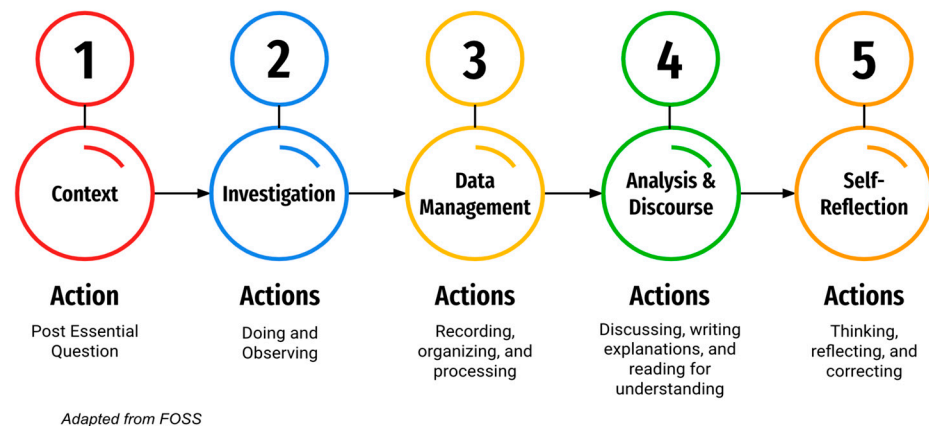 1
2
3
4
5
Context
Investigation
Data
Management
Analysis &
Discourse
Self-
Reflection
Action
Post Essential
Question
Actions
Doing and
Observing
Actions
Recording,
organizing, and
processing
Actions
Discussing, writing
explanations, and
reading for
understanding
Actions
Thinking,
reflecting, and
correcting
Adapted from FOSS